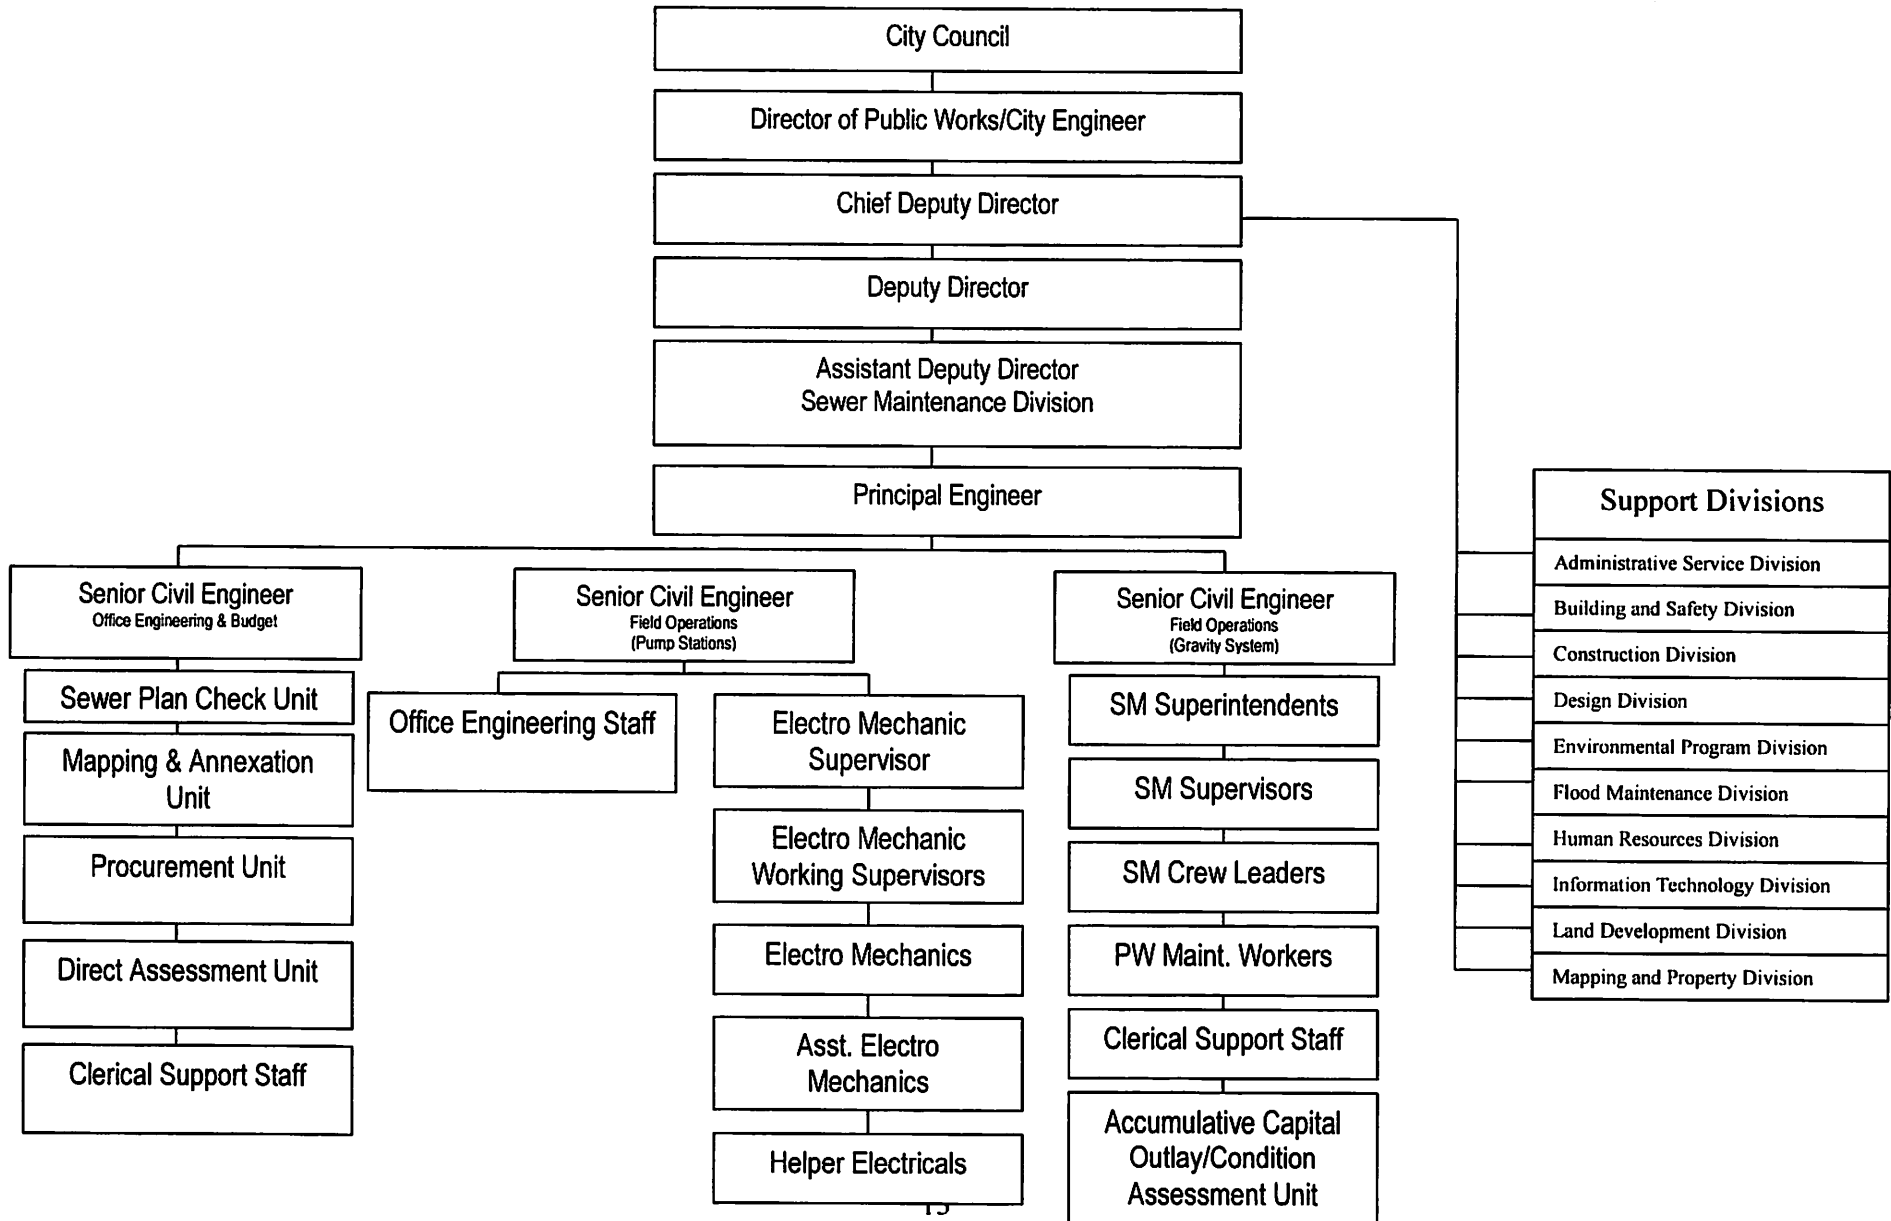 City Council
Director of Public Works/City Engineer
Chief Deputy Director
Deputy Director
Assistant Deputy Director
Sewer Maintenance Division
Principal Engineer
Senior Civil Engineer
Office Engineering & Budget
Sewer Plan Check Unit
Mapping & Annexation
Unit
Procurement Unit
Direct Assessment Unit
Clerical Support Staff
Senior Civil Engineer
Field Operations
(Pump Stations)
Office Engineering Staff
Electro Mechanic
Supervisor
Electro Mechanic
Working Supervisors
Electro Mechanics
Asst. Electro
Mechanics
Helper Electricals
Senior Civil Engineer
Field Operations
(Gravity System)
SM Superintendents
SM Supervisors
SM Crew Leaders
PW Maint. Workers
Clerical Support Staff
Accumulative Capital
Outlay/Condition
Assessment Unit
Support Divisions
Administrative Service Division
Building and Safety Division
Construction Division
Design Division
Environmental Program Division
Flood Maintenance Division
Human Resources Division
Information Technology Division
Land Development Division
Mapping and Property Division